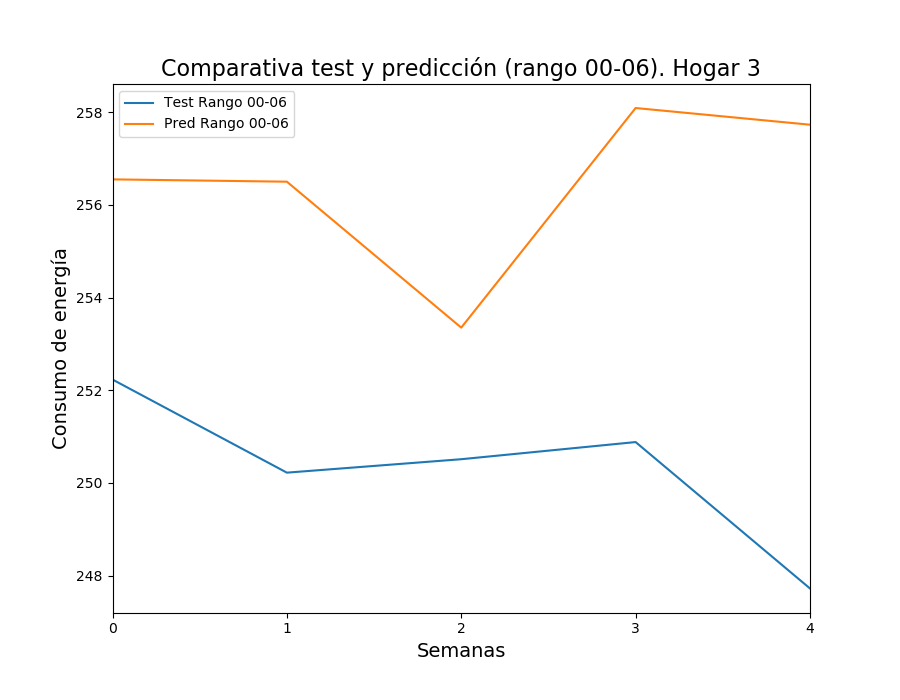 Comparativa test y predicción (rango 00-06). Hogar 3
Test Rango 00-06
Pred Rango 00-06
258
256
254
252
250
248
Consumo de energía
0 1 2 3 4
Semanas